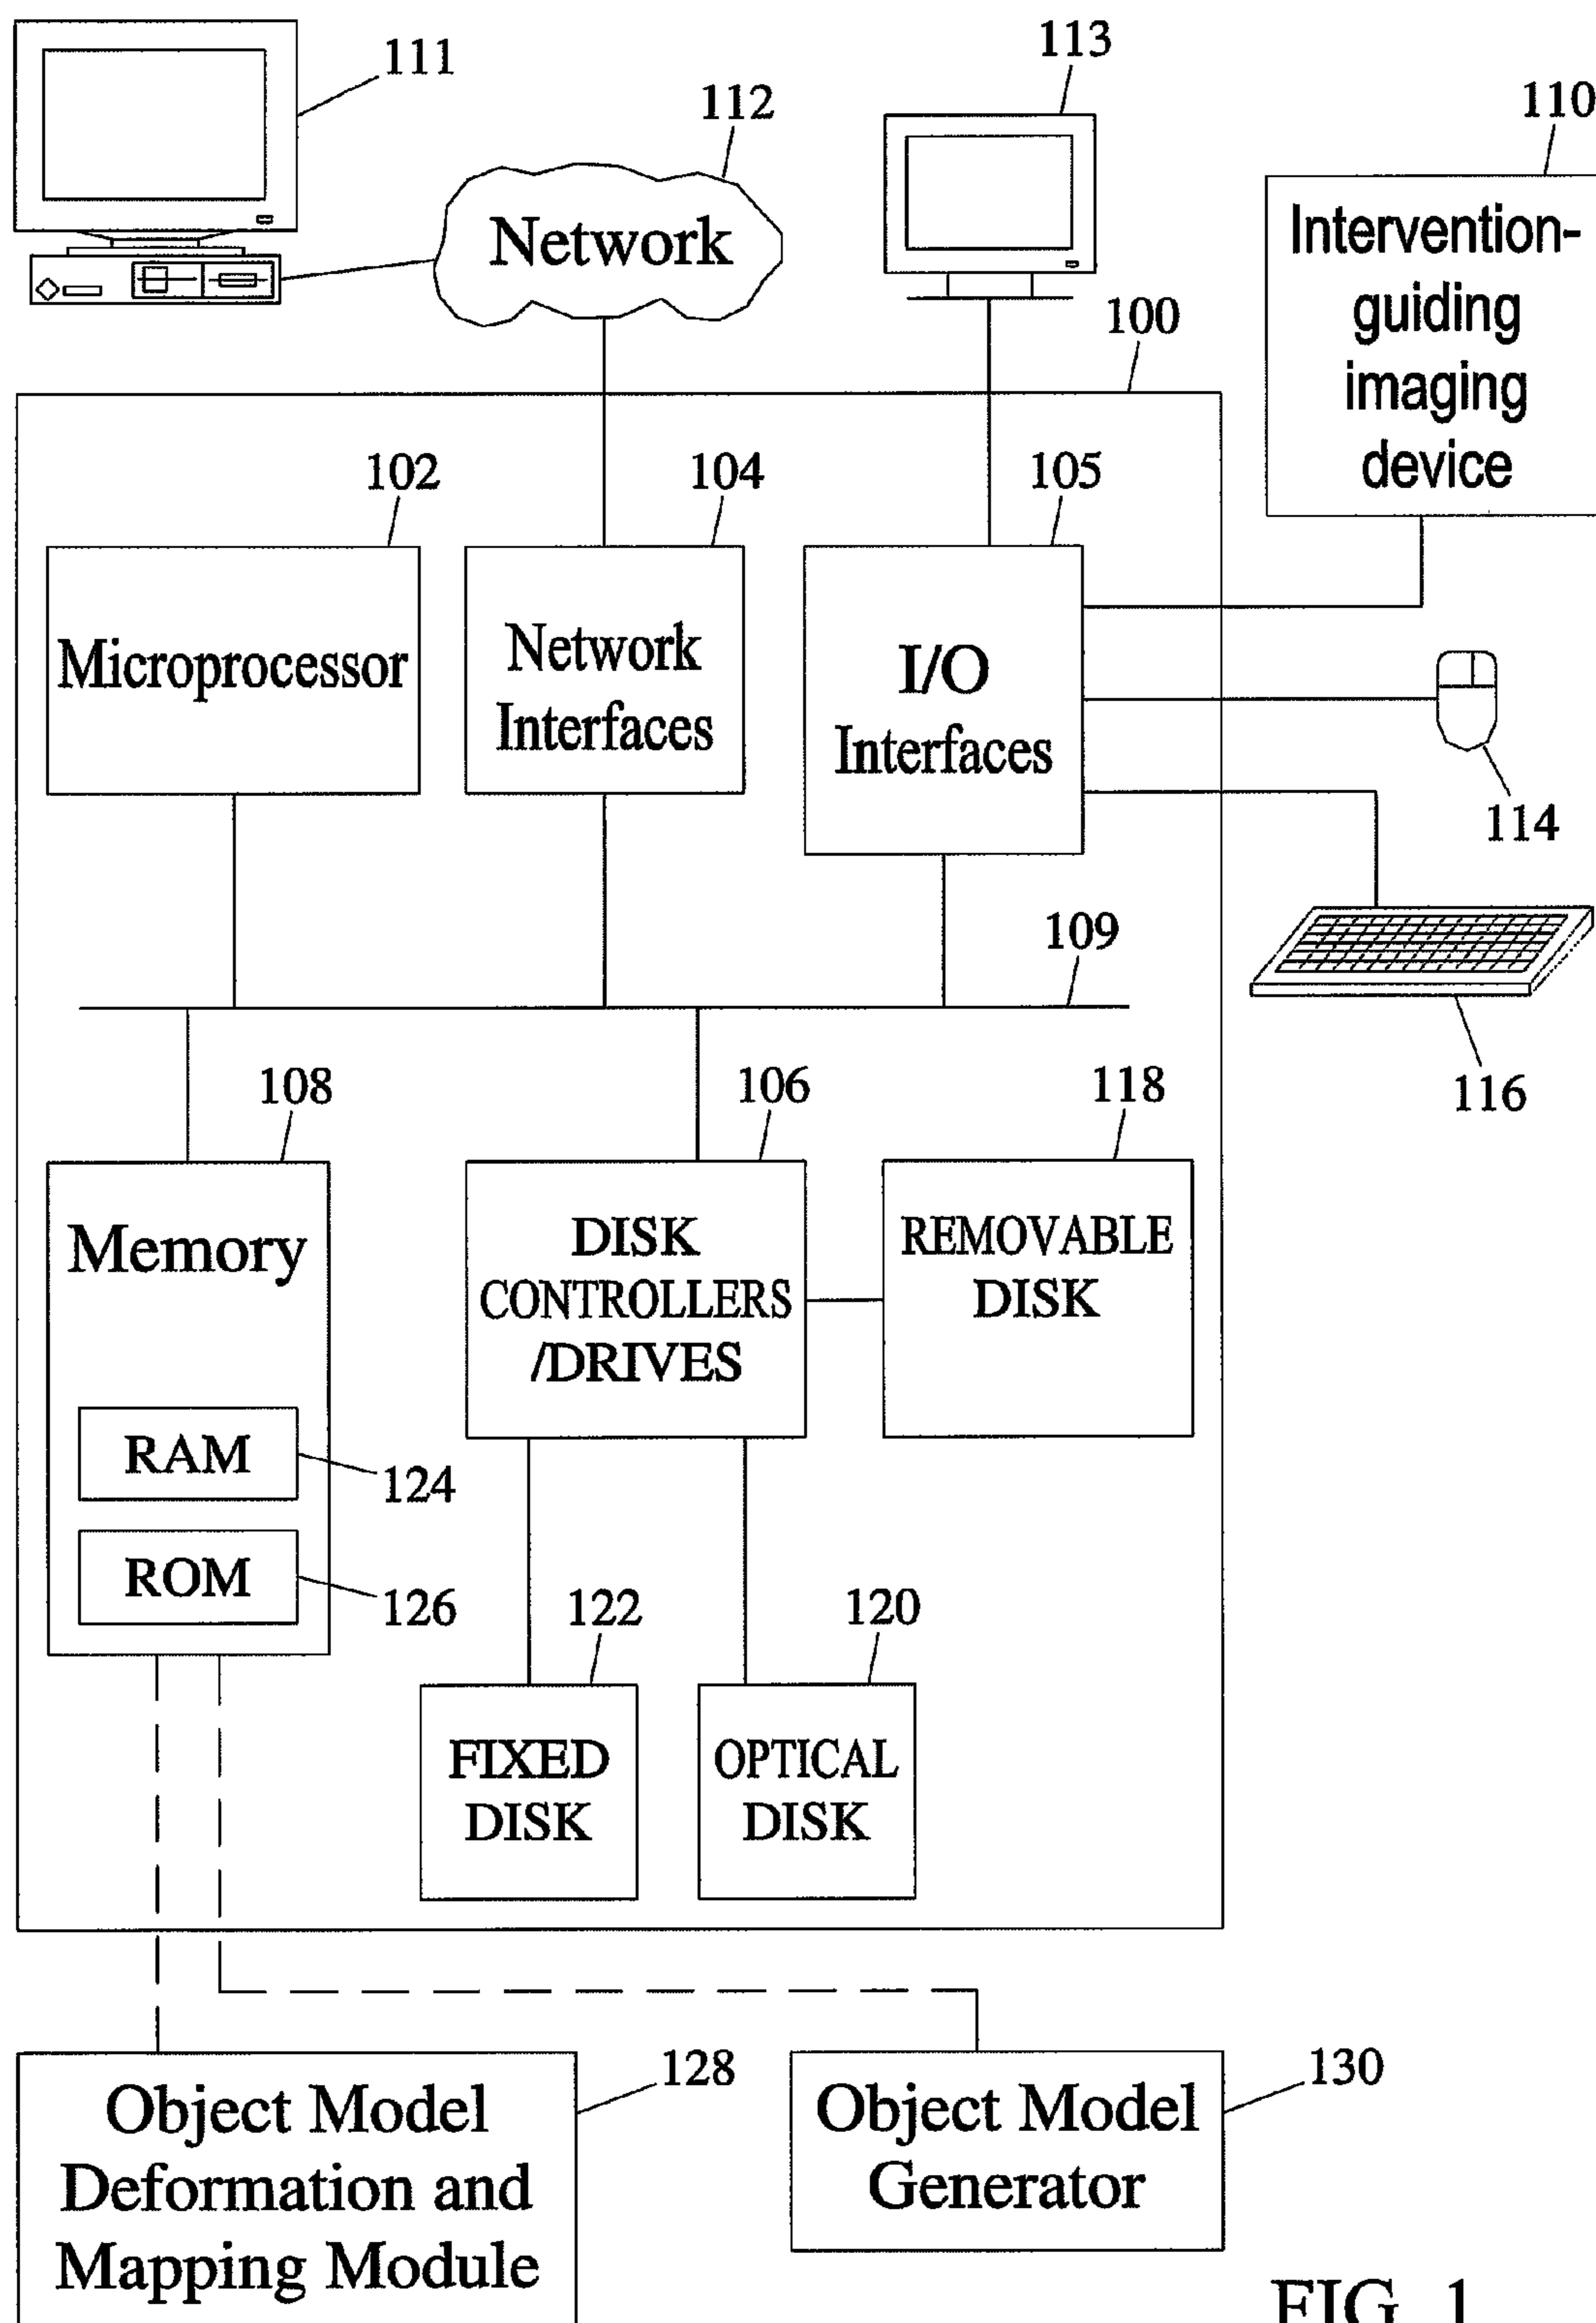 111
113
112
110
Network
Intervention-
guiding
imaging
device
100
102
104
105
Microprocessor
Network
Interfaces
I/O
Interfaces
114
109
116
108
106
118
Memory
DISK
CONTROLLERS
/DRIVES
REMOVABLE
DISK
RAM
124
ROM
126
122
120
FIXED
DISK
OPTICAL
DISK
128
130
Object Model
Deformation and
Mapping Module
Object Model
Generator
FIG. 1